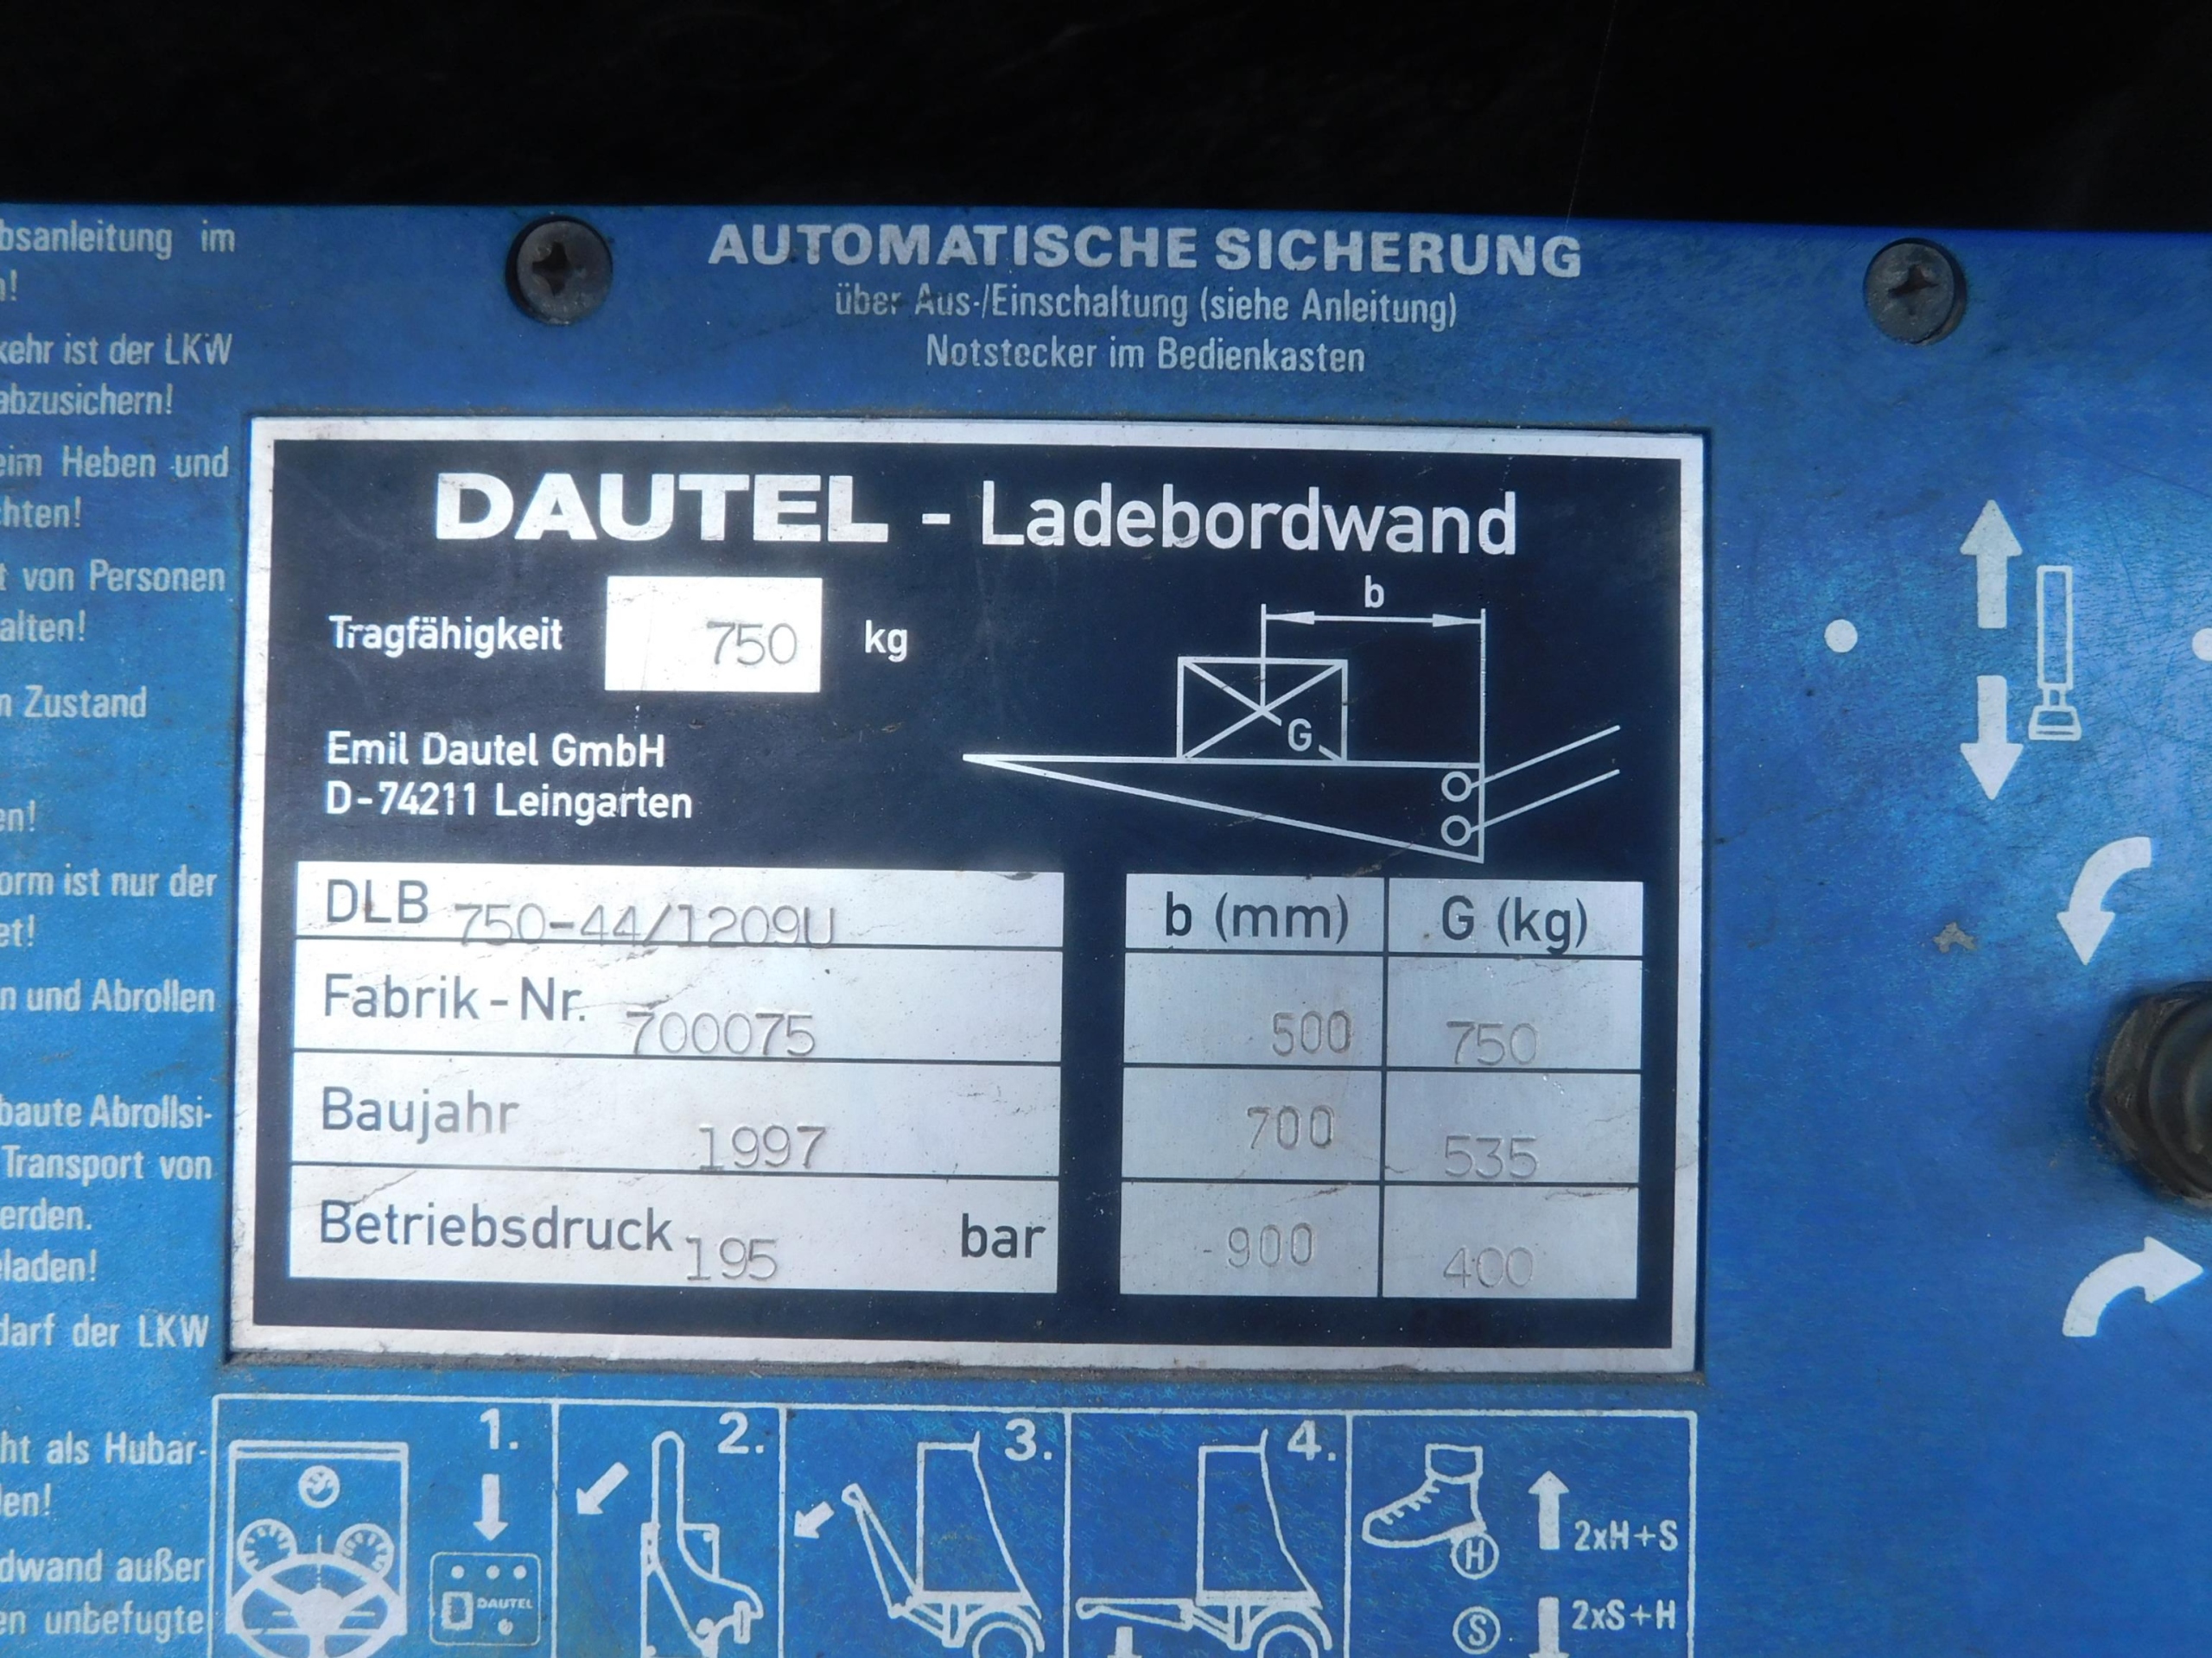 AUTOMATISCHE SICHERUNG
über Aus-/Einschaltung (siehe Anleitung)
Notstecker im Bedienkasten
bsanleitung im
n!
kehr ist der LKW
abzusichern!
eim Heben und
chten!
t von Personen
alten!
n Zustand
en!
orm ist nur der
et!
n und Abrollen
baute Abrollsi-
Transport von
erden.
eladen!
darf der LKW
ht als Hubar-
len!
dwand außer
en unbefugte
DAUTEL - Ladebordwand
Tragfähigkeit 750 kg
b
G
Emil Dautel GmbH
D-74211 Leingarten
DLB 750-44/1209U
Fabrik-Nr. 700075
Baujahr 1997
Betriebsdruck 195 bar
b (mm) G (kg)
500 750
700 535
900 400
1. 2. 3. 4.
DAUTEL
H 2xH+S
S 2xS+H